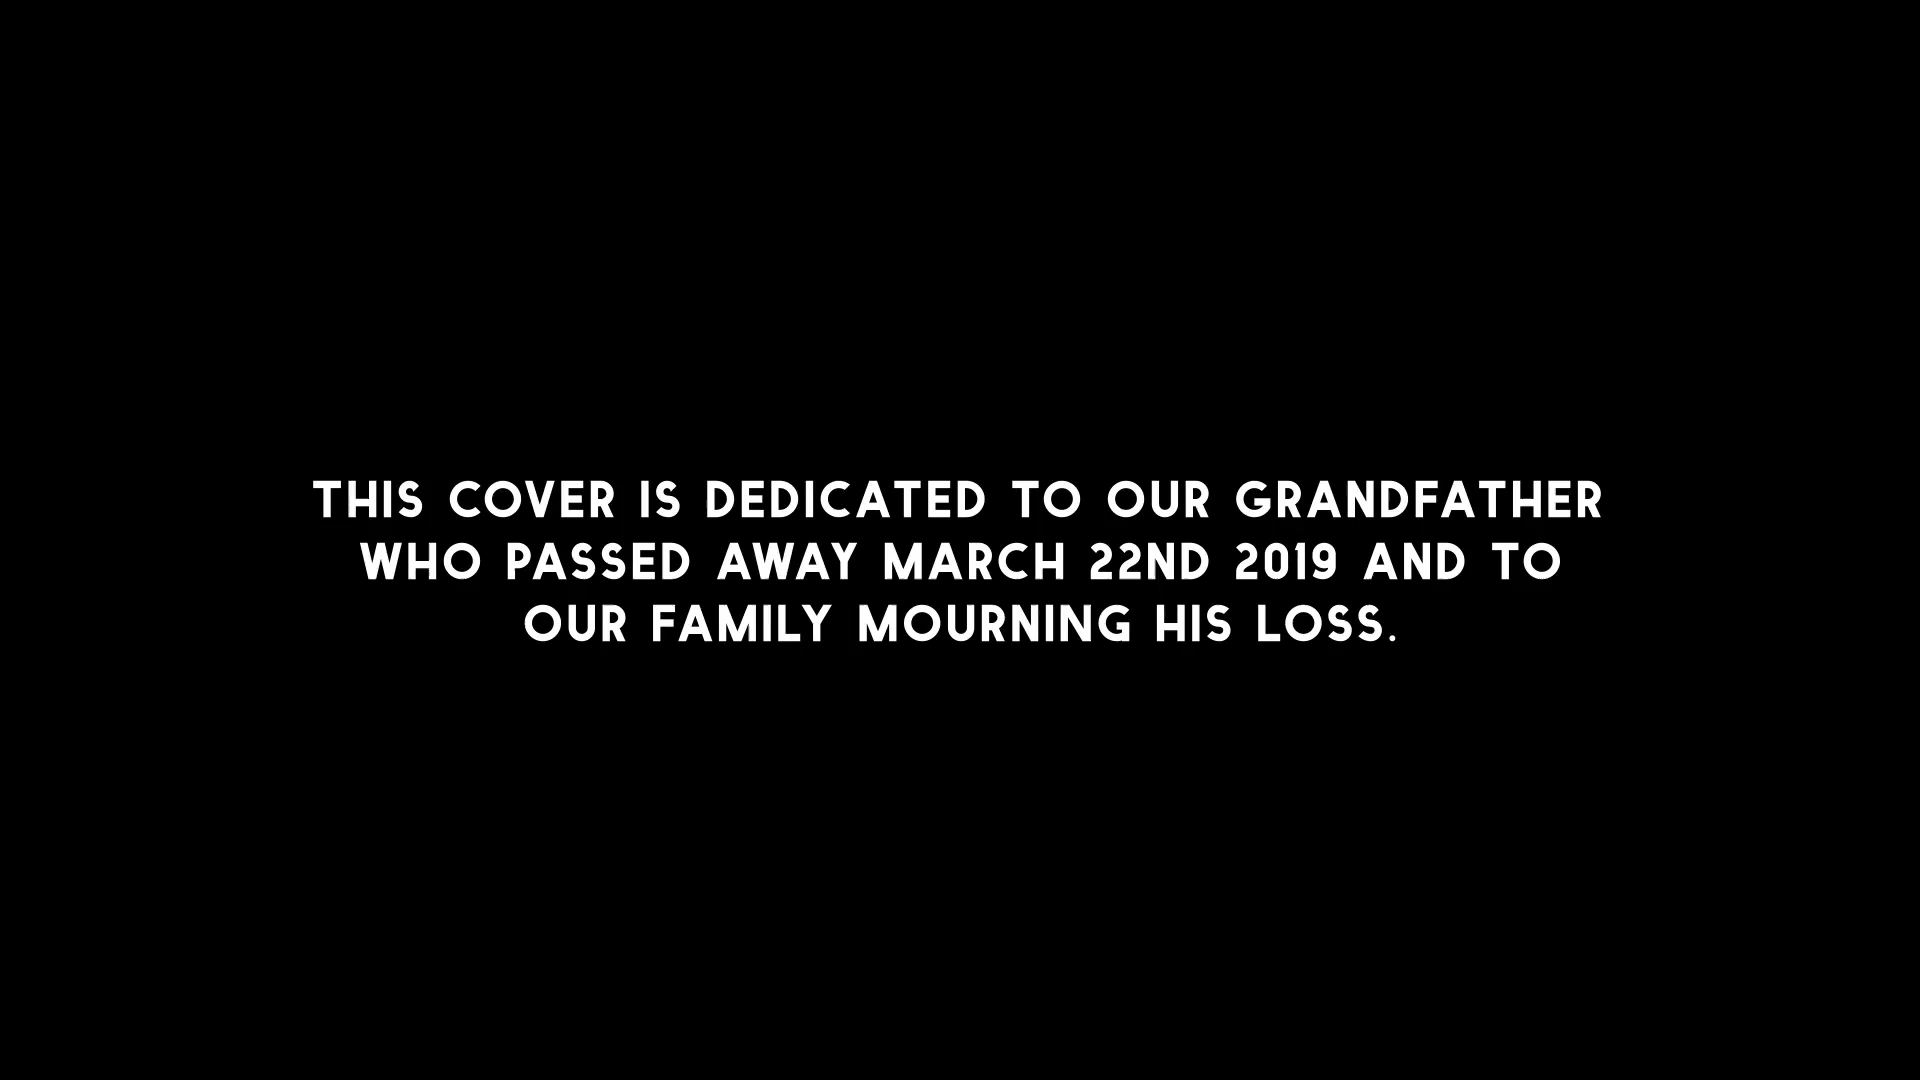 THIS COVER IS DEDICATED TO OUR GRANDFATHER
WHO PASSED AWAY MARCH 22ND 2019 AND TO
OUR FAMILY MOURNING HIS LOSS.